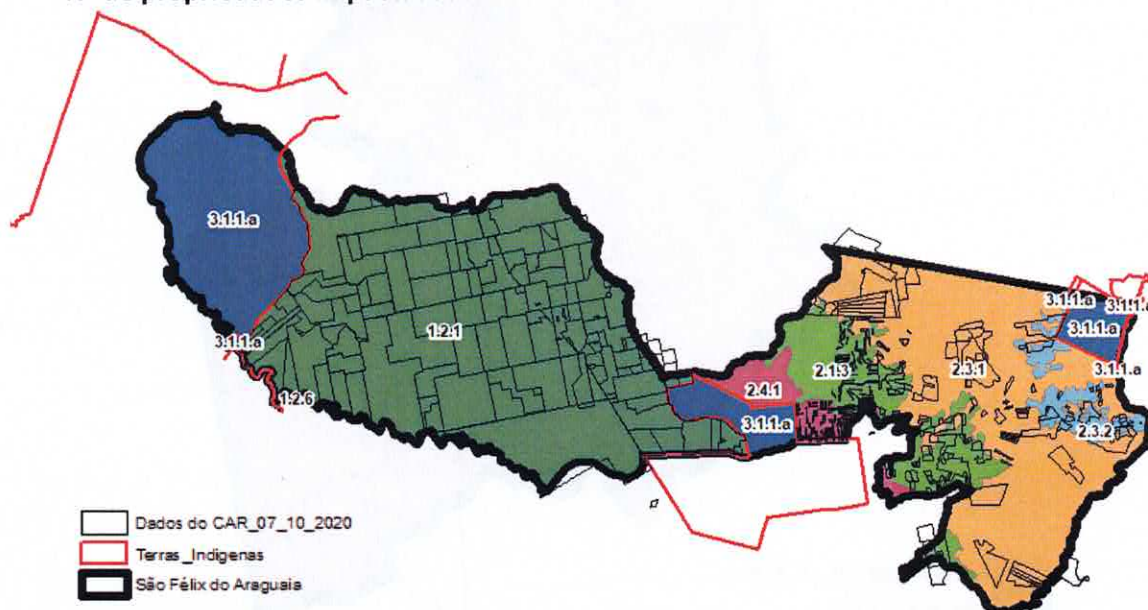 3.1.1.a
3.1.1.a
1.2.6
1.2.1
2.4.1
3.1.1.a
2.1.3
2.3.1
3.1.1.a
3.1.1.a
3.1.1.a
2.3.2
Dados do CAR_07_10_2020
Terras_Indigenas
São Félix do Araguaia